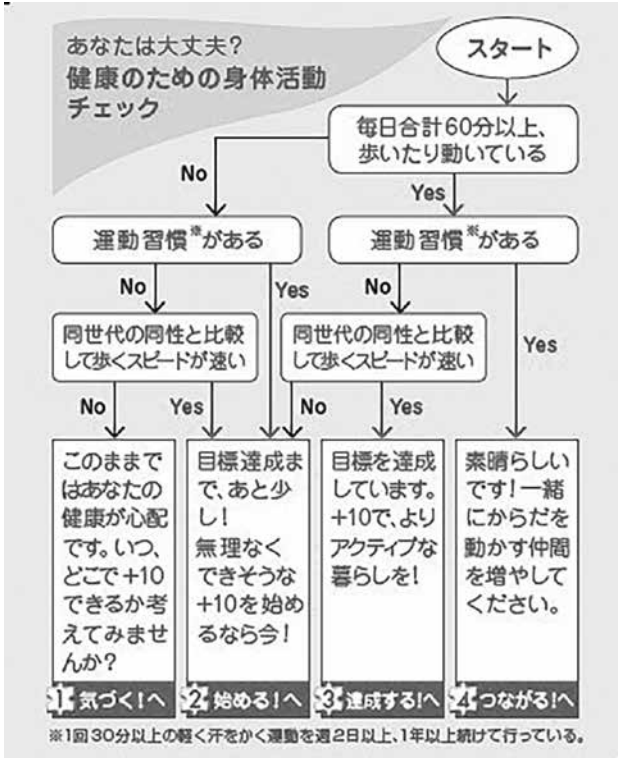 あなたは大丈夫?
健康のための身体活動
チェック
スタート
毎日合計60分以上、
歩いたり動いている
No
Yes
運動習慣※がある
運動習慣※がある
No
Yes
No
Yes
同世代の同性と比較
して歩くスピードが速い
同世代の同性と比較
して歩くスピードが速い
No
Yes
No
Yes
このままで
はあなたの
健康が心配
です。いつ、
どこで+10
できるか考
えてみませ
んか?
1 気づく!へ
目標達成ま
で、あと少
し!
無理なく
できそうな
+10を始め
るなら今!
2 始める!へ
目標を達成
しています。
+10で、より
アクティブな
暮らしを!
3 達成する!へ
素晴らしい
です!一緒
にからだを
動かす仲間
を増やして
ください。
4 つながる!へ
※1回30分以上の軽く汗をかく運動を週2日以上、1年以上続けて行っている。